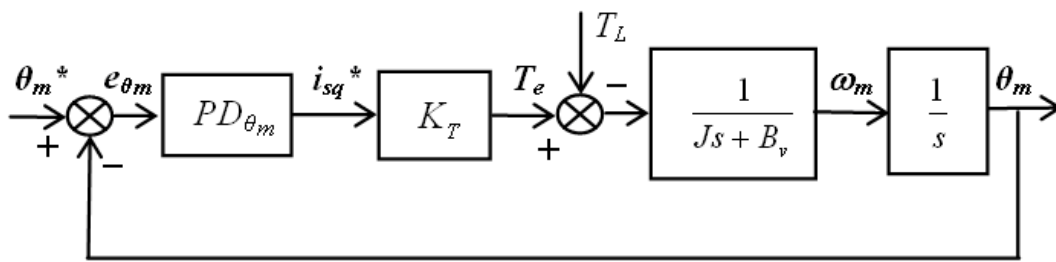 θm* eθm isq* Te TL ωm θm
PDθm KT 1 1
Js + Bv s
+ − + −